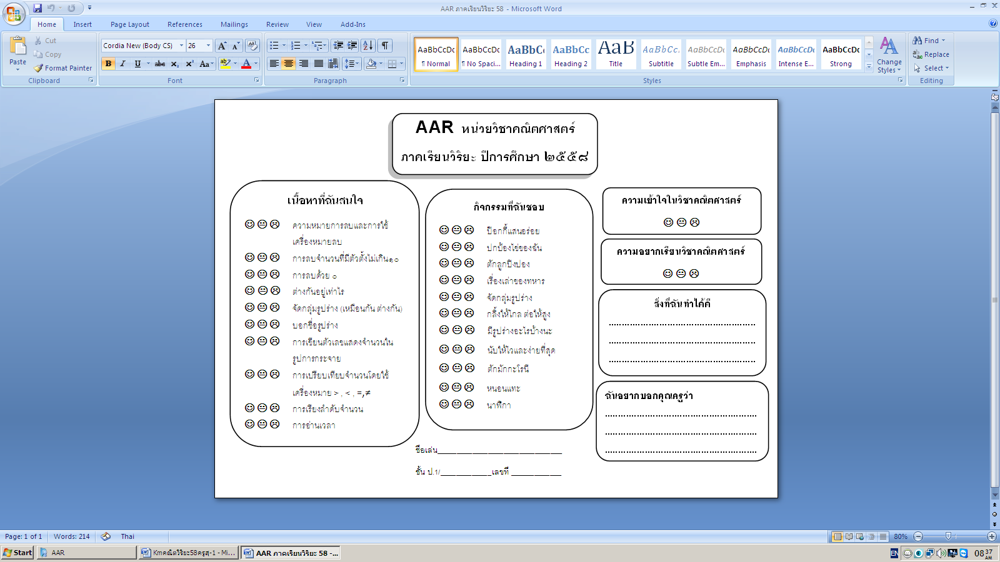 AAR ภาคเรียนวิริยะ 58 - Microsoft Word
Home Insert Page Layout References Mailings Review View Add-Ins
Paste
Cut
Copy
Format Painter
Clipboard
Cordia New (Body CS) 26
Font
Paragraph
AaBbCcDc AaBbCcDc AaBbC AaBbCc AaB AaBbCc. AaBbCcDc AaBbCcDc AaBbCcDc AaBbCcDc
¶ Normal ¶ No Spaci... Heading 1 Heading 2 Title Subtitle Subtle Em... Emphasis Intense E... Strong
Change Styles
Styles
Find
Replace
Select
Editing
AAR หน่วยวิชาคณิตศาสตร์
ภาคเรียนวิริยะ ปีการศึกษา ๒๕๕๘
เนื้อหาที่ฉันสนใจ
ความหมายการลบและการใช้
เครื่องหมายลบ
การลบจำนวนที่มีตัวตั้งไม่เกิน๑๐
การลบด้วย ๐
ต่างกันอยู่เท่าไร
จัดกลุ่มรูปร่าง (เหมือนกัน ต่างกัน)
บอกชื่อรูปร่าง
การเขียนตัวเลขแสดงจำนวนใน
รูปการกระจาย
การเปรียบเทียบจำนวนโดยใช้
เครื่องหมาย > , < , =,≠
การเรียงลำดับจำนวน
การอ่านเวลา
กิจกรรมที่ฉันชอบ
ป๊อกกี้แสนอร่อย
ปกป้องไข่ของฉัน
ตักลูกปิงปอง
เรื่องเล่าของทหาร
จัดกลุ่มรูปร่าง
กลิ้งให้ไกล ต่อให้สูง
มีรูปร่างอะไรบ้างนะ
นับให้ไวและง่ายที่สุด
ตักมักกะโรนี
หนอนแทะ
นาฬิกา
ความเข้าใจในวิชาคณิตศาสตร์
ความอยากเรียนวิชาคณิตศาสตร์
สิ่งที่ฉันทำได้ดี
ฉันอยากบอกคุณครูว่า
ชื่อเล่น____________________
ชั้น ป.1/__________เลขที่ __________
Page: 1 of 1 Words: 214 Thai 80%
Start AAR Kmคณิตวิริยะ58ครูสุ-1 - Mi... AAR ภาคเรียนวิริยะ 58 -... EN 08:37 AM